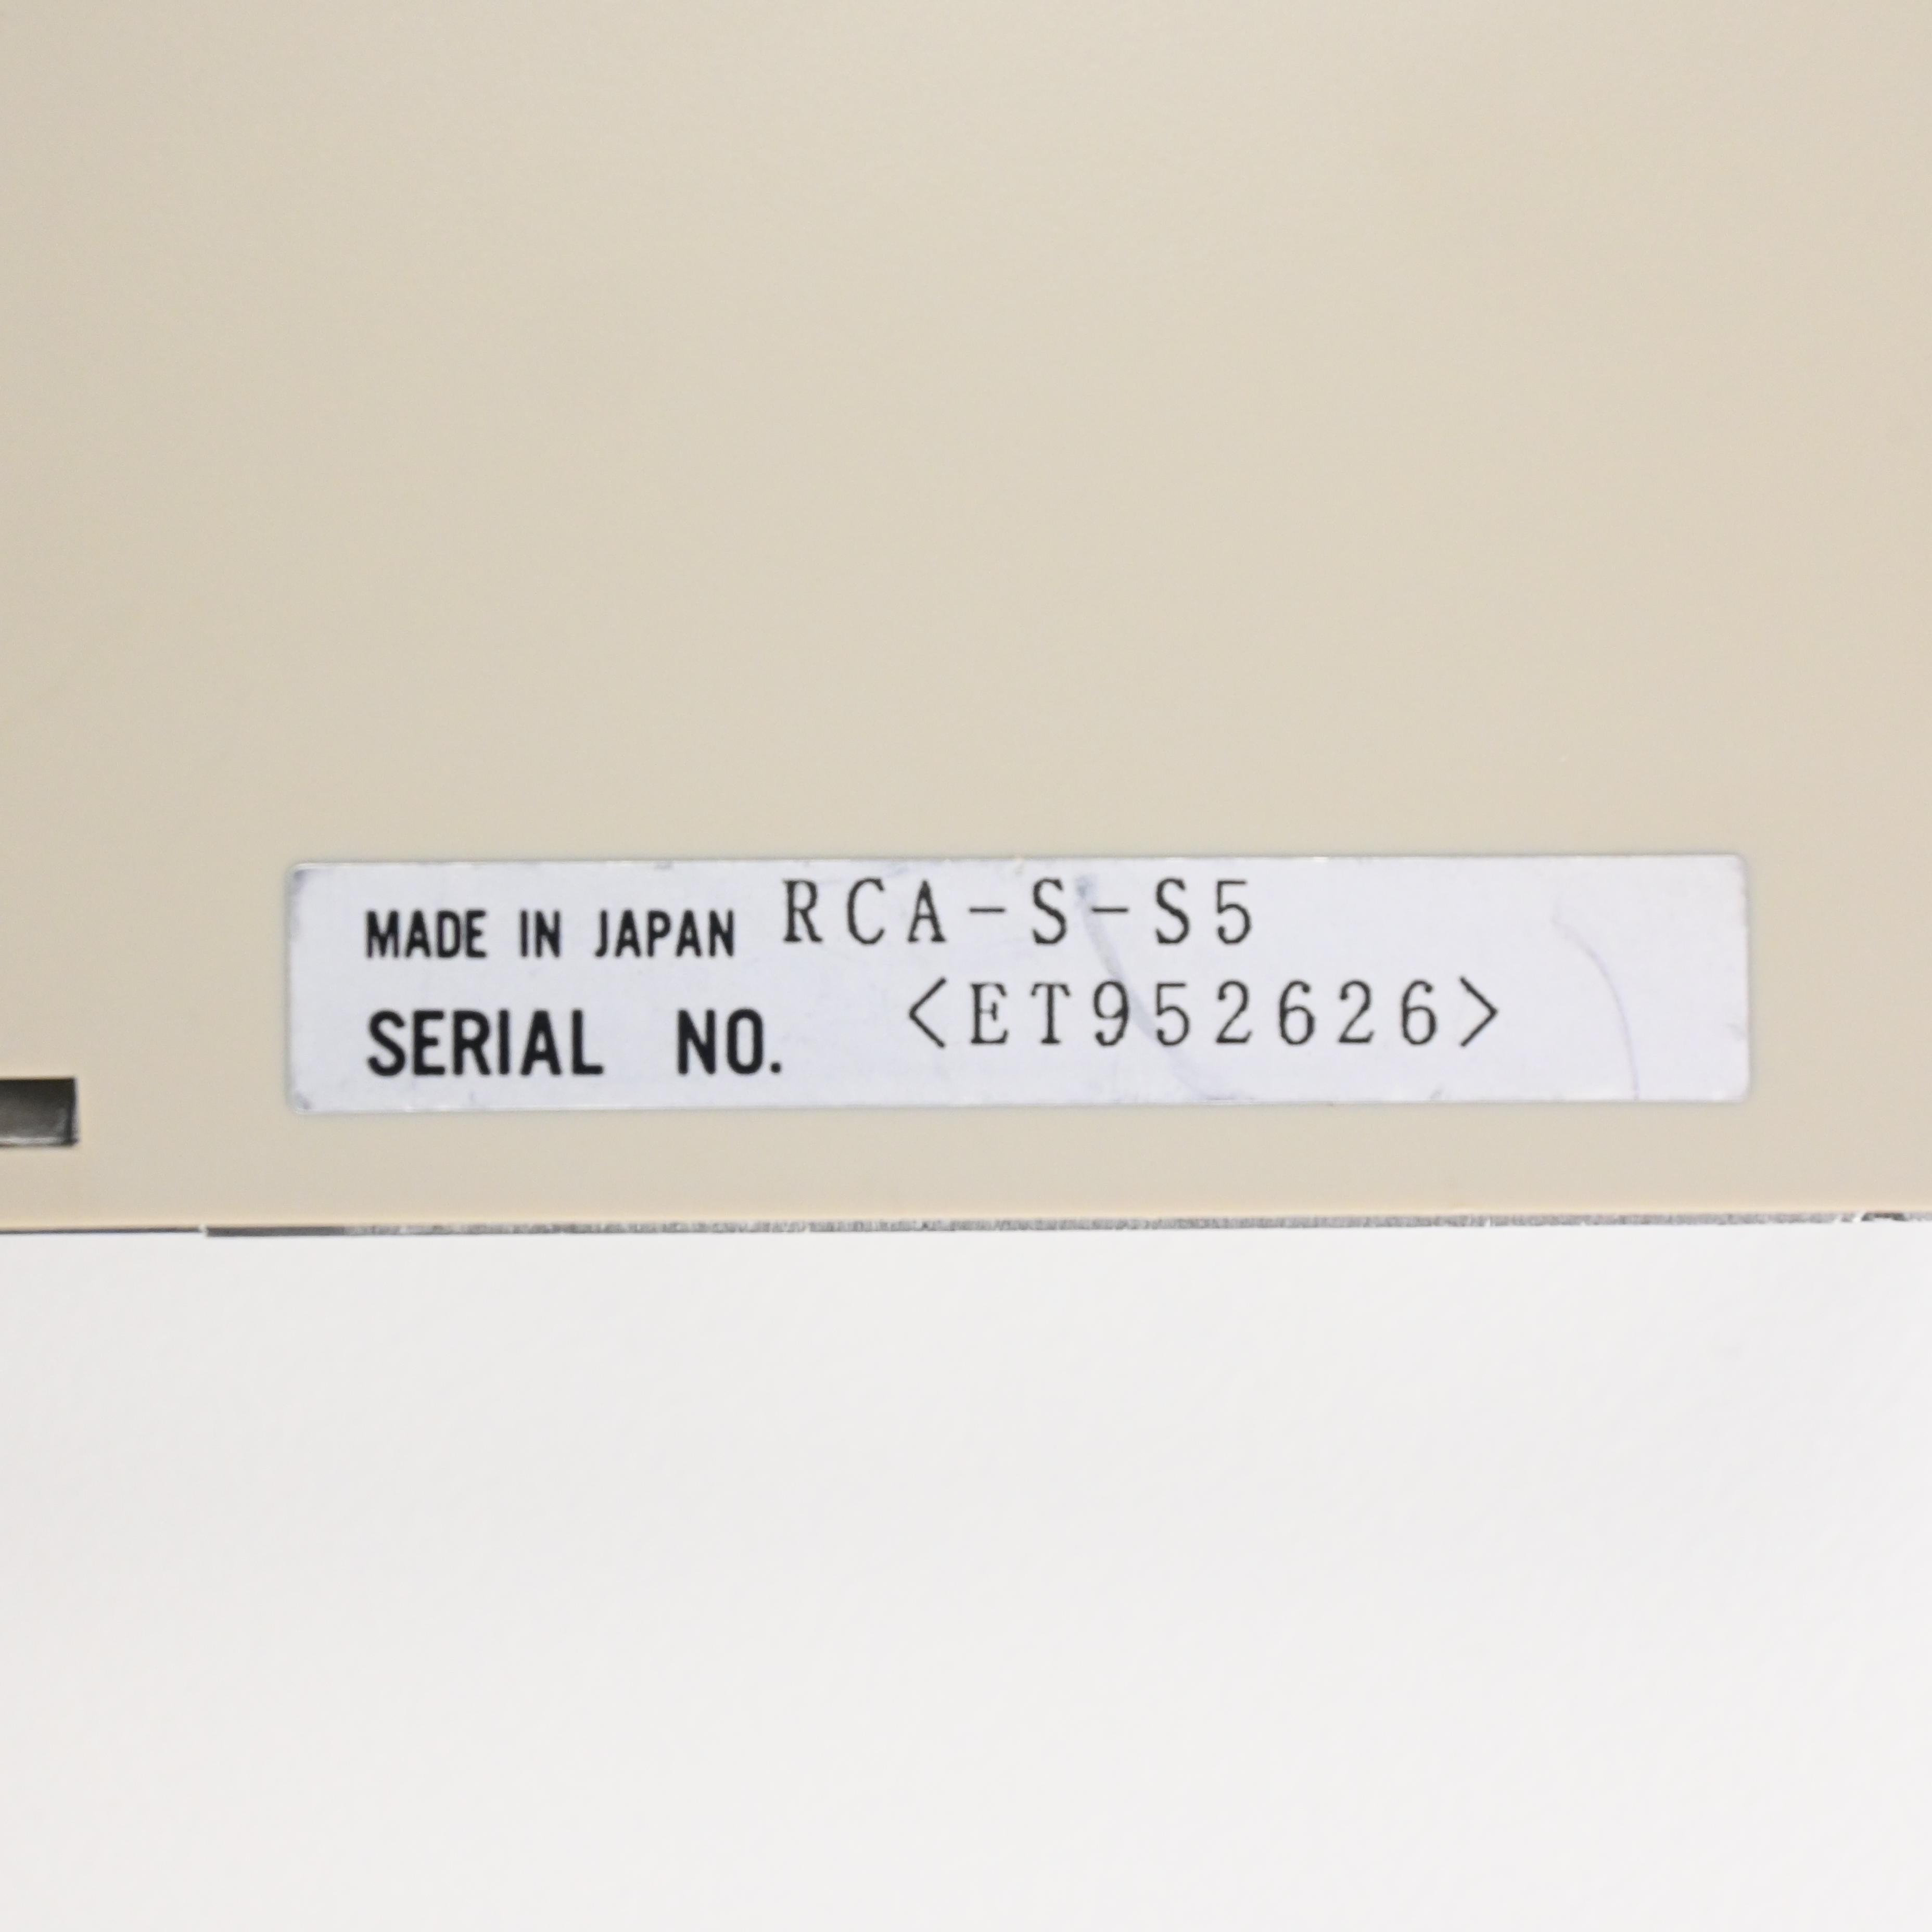 MADE IN JAPAN RCA-S-S5
SERIAL NO. <ET952626>